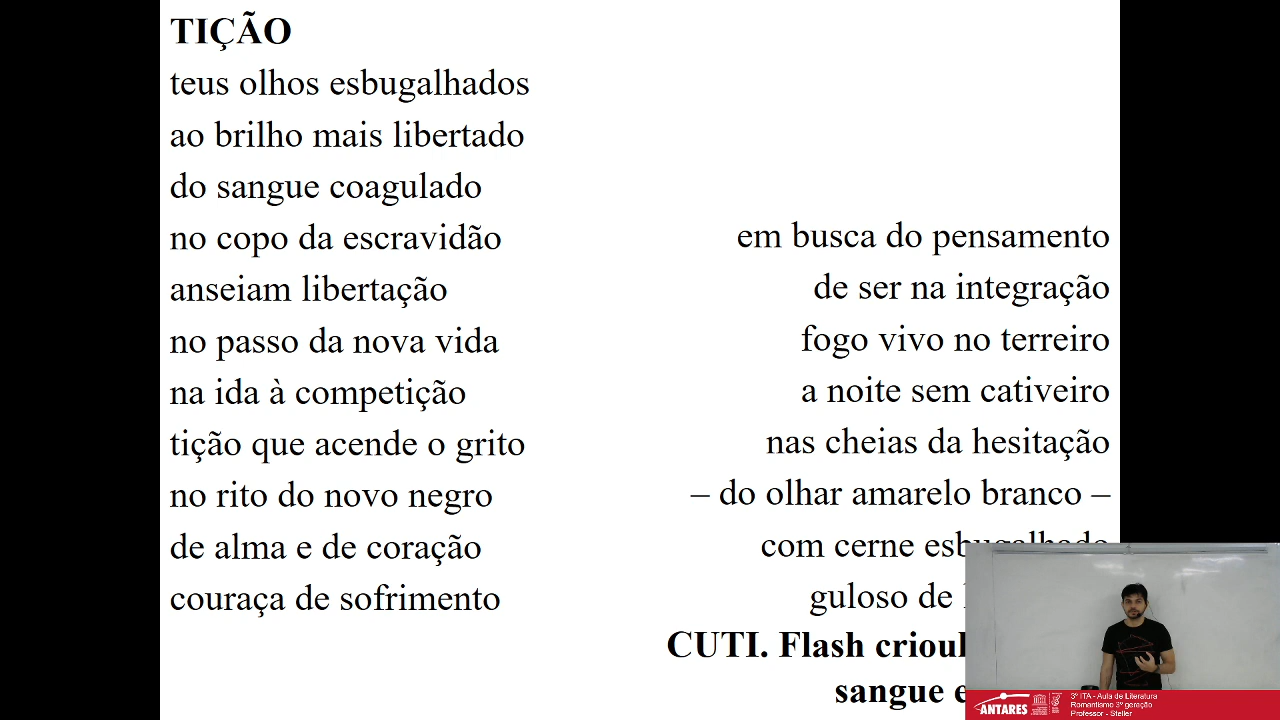 TIÇÃO
teus olhos esbugalhados
ao brilho mais libertado
do sangue coagulado
no copo da escravidão
anseiam libertação
no passo da nova vida
na ida à competição
tição que acende o grito
no rito do novo negro
de alma e de coração
couraça de sofrimento
em busca do pensamento
de ser na integração
fogo vivo no terreiro
a noite sem cativeiro
nas cheias da hesitação
– do olhar amarelo branco –
com cerne esbugalhado
guloso de
CUTI. Flash
sangue
ANTARES
3º ITA - Aula de Literatura
Romantismo 3ª geração
Professor - Steller